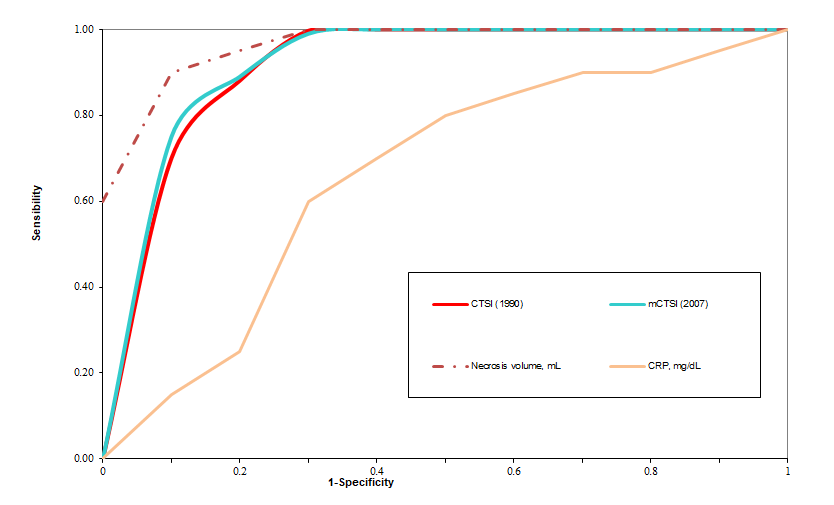 1.00
0.80
Sensibility
0.60
0.40
0.20
0.00
CTSI (1990)
mCTSI (2007)
Necrosis volume, mL
CRP, mg/dL
0
0.2
0.4
0.6
0.8
1
1-Specificity